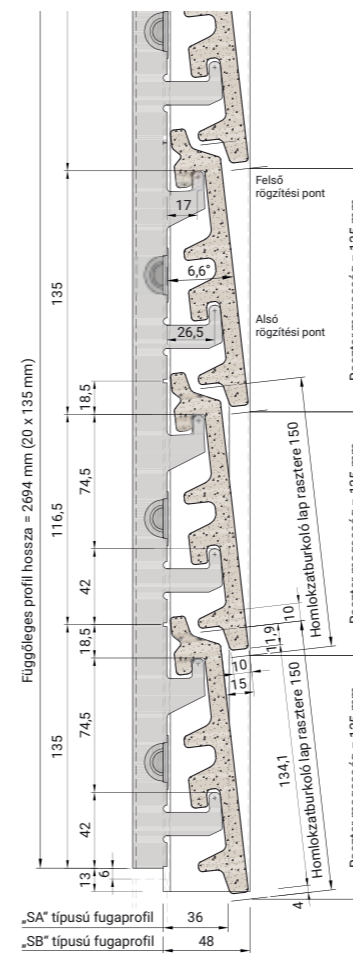 Felső
rögzítési pont
17
6,6°
135
Alsó
rögzítési pont
26,5
18,5
Függőleges profil hossza = 2694 mm (20 x 135 mm)
116,5
74,5
42
Homlokzatburkoló lap rasztere 150
10
11,9
18,5
10
15
135
74,5
134,1
Homlokzatburkoló lap rasztere 150
42
13
6
4
„SA“ típusú fugaprofil
36
„SB“ típusú fugaprofil
48